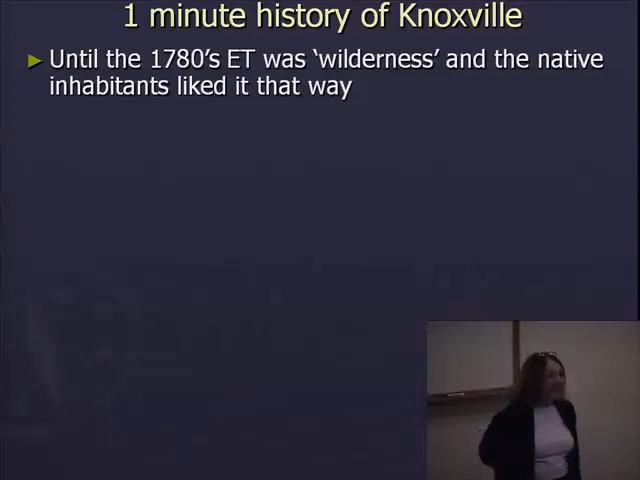 1 minute history of Knoxville
► Until the 1780's ET was 'wilderness' and the native
inhabitants liked it that way